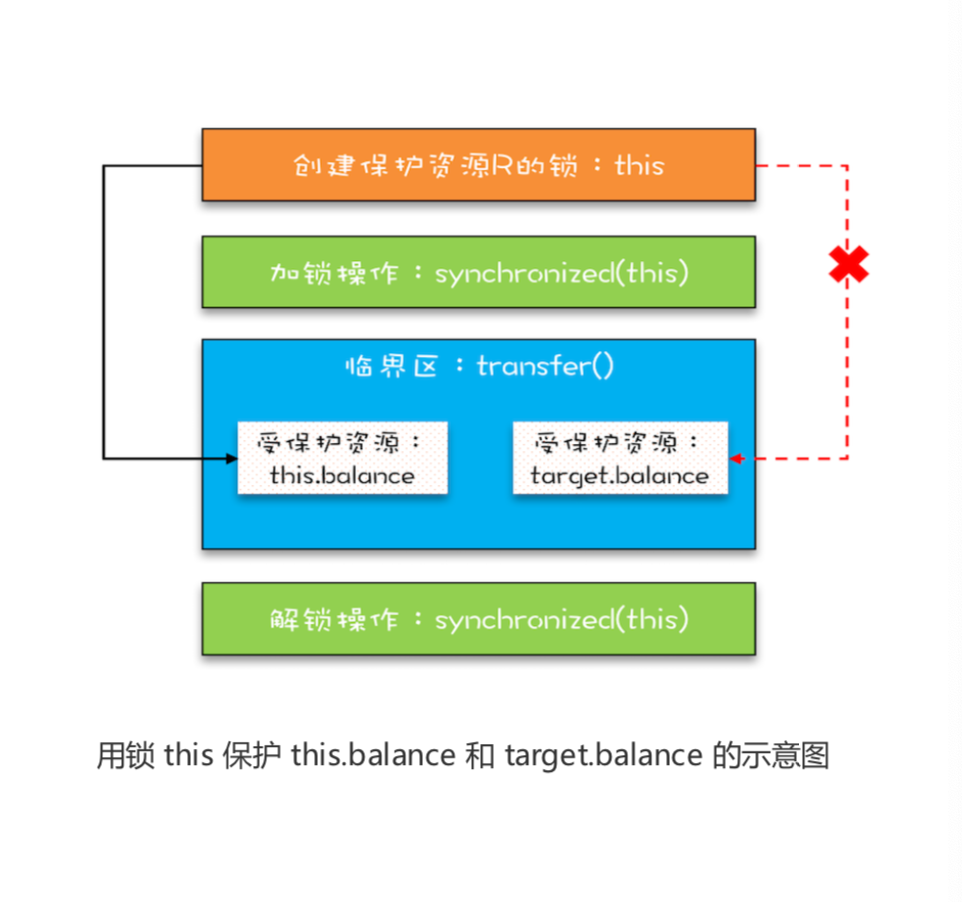 创建保护资源R的锁：this
加锁操作：synchronized(this)
临界区：transfer()
受保护资源：
this.balance
受保护资源：
target.balance
解锁操作：synchronized(this)
用锁 this 保护 this.balance 和 target.balance 的示意图